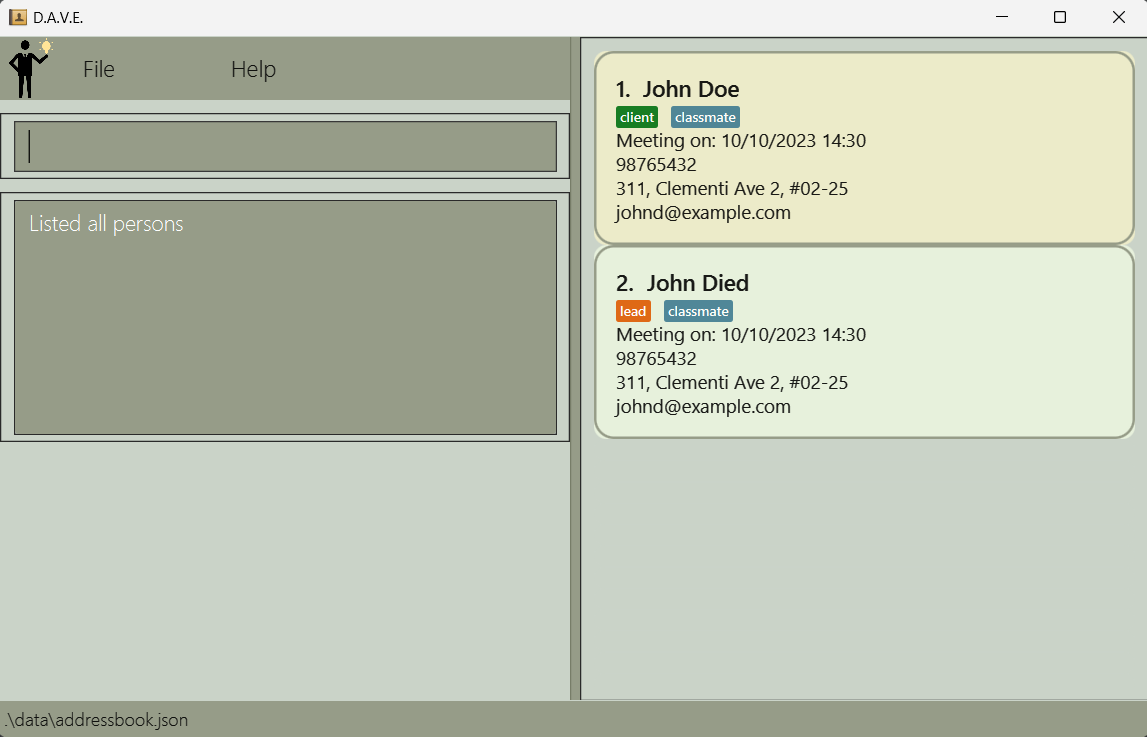 D.A.V.E.
File Help
Listed all persons
1. John Doe
client classmate
Meeting on: 10/10/2023 14:30
98765432
311, Clementi Ave 2, #02-25
johnd@example.com
2. John Died
lead classmate
Meeting on: 10/10/2023 14:30
98765432
311, Clementi Ave 2, #02-25
johnd@example.com
.\data\addressbook.json